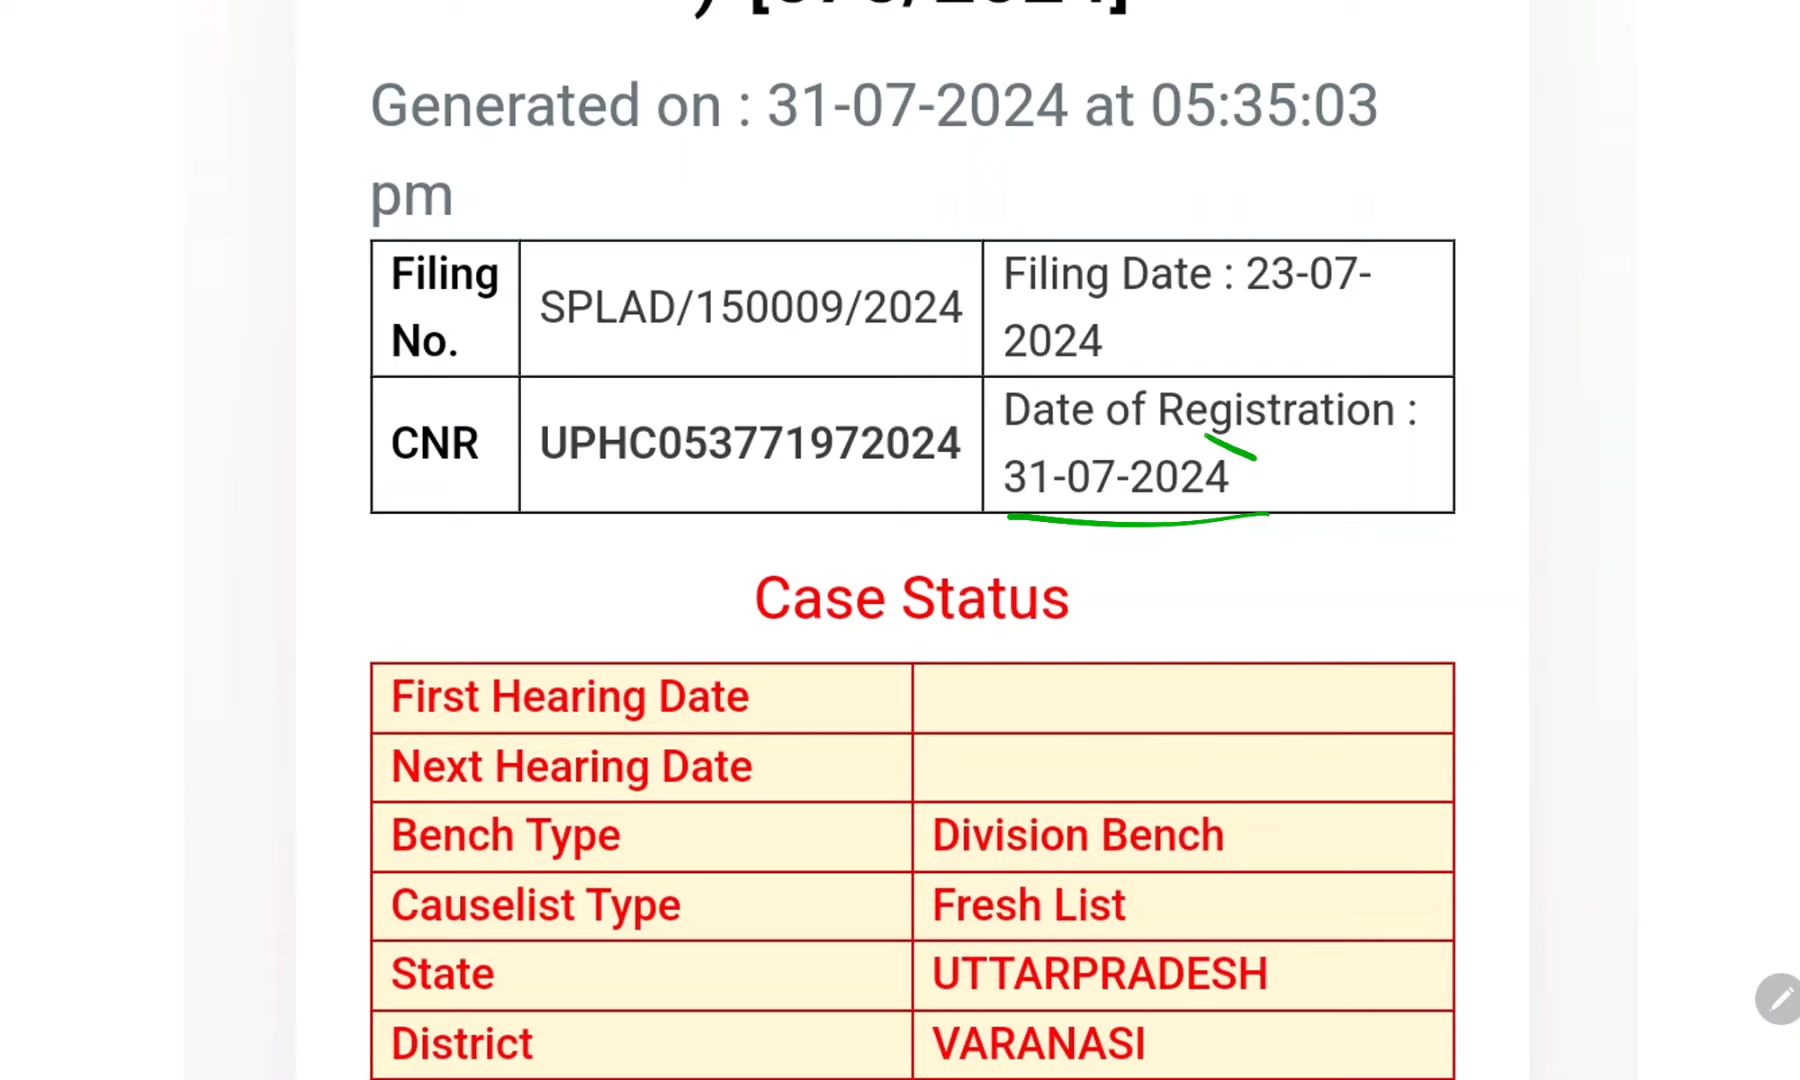 Generated on : 31-07-2024 at 05:35:03
pm
Filing
No.
SPLAD/150009/2024
Filing Date : 23-07-
2024
CNR
UPHC053771972024
Date of Registration :
31-07-2024
Case Status
First Hearing Date
Next Hearing Date
Bench Type
Division Bench
Causelist Type
Fresh List
State
UTTARPRADESH
District
VARANASI